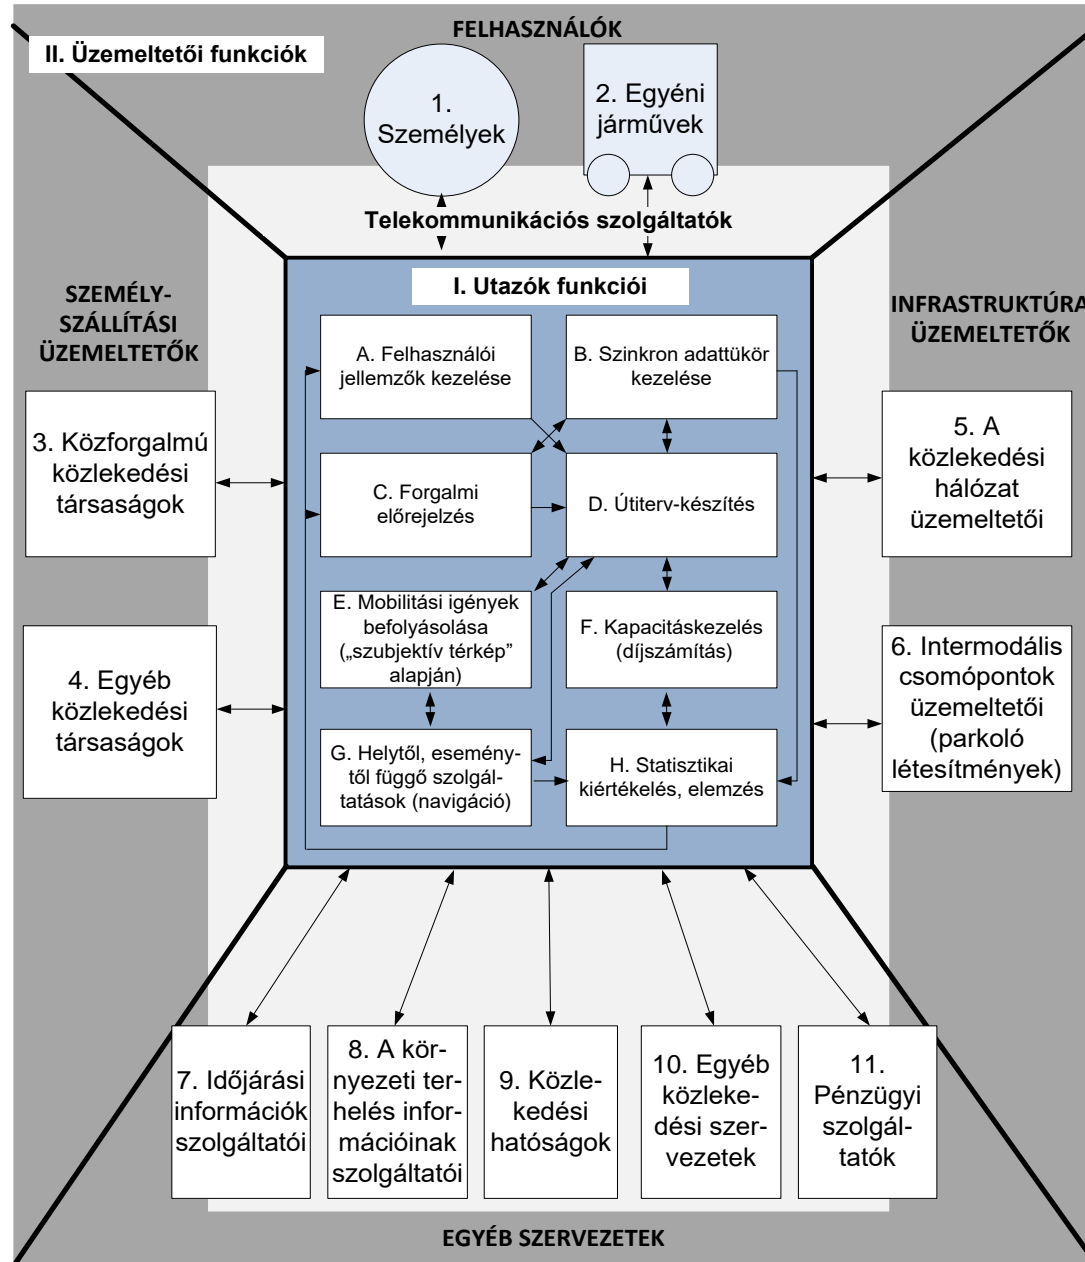 FELHASZNÁLÓK
II. Üzemeltetői funkciók
1.
Személyek
2. Egyéni
járművek
Telekommunikációs szolgáltatók
I. Utazók funkciói
SZEMÉLY-
SZÁLLÍTÁSI
ÜZEMELTETŐK
INFRASTRUKTÚRA
ÜZEMELTETŐK
A. Felhasználói
jellemzők kezelése
B. Szinkron adattükör
kezelése
3. Közforgalmú
közlekedési
társaságok
C. Forgalmi
előrejelzés
D. Útiterv-készítés
5. A
közlekedési
hálózat
üzemeltetői
4. Egyéb
közlekedési
társaságok
E. Mobilitási igények
befolyásolása
(„szubjektív térkép”
alapján)
F. Kapacitáskezelés
(díjszámítás)
6. Intermodális
csomópontok
üzemeltetői
(parkoló
létesítmények)
G. Helytől, esemény-
től függő szolgál-
tatások (navigáció)
H. Statisztikai
kiértékelés, elemzés
7. Időjárási
információk
szolgáltatói
8. A kör-
nyezeti ter-
helés infor-
mációinak
szolgáltatói
9. Közle-
kedési
hatóságok
10. Egyéb
közleke-
dési szer-
vezetek
11.
Pénzügyi
szolgál-
tatók
EGYÉB SZERVEZETEK